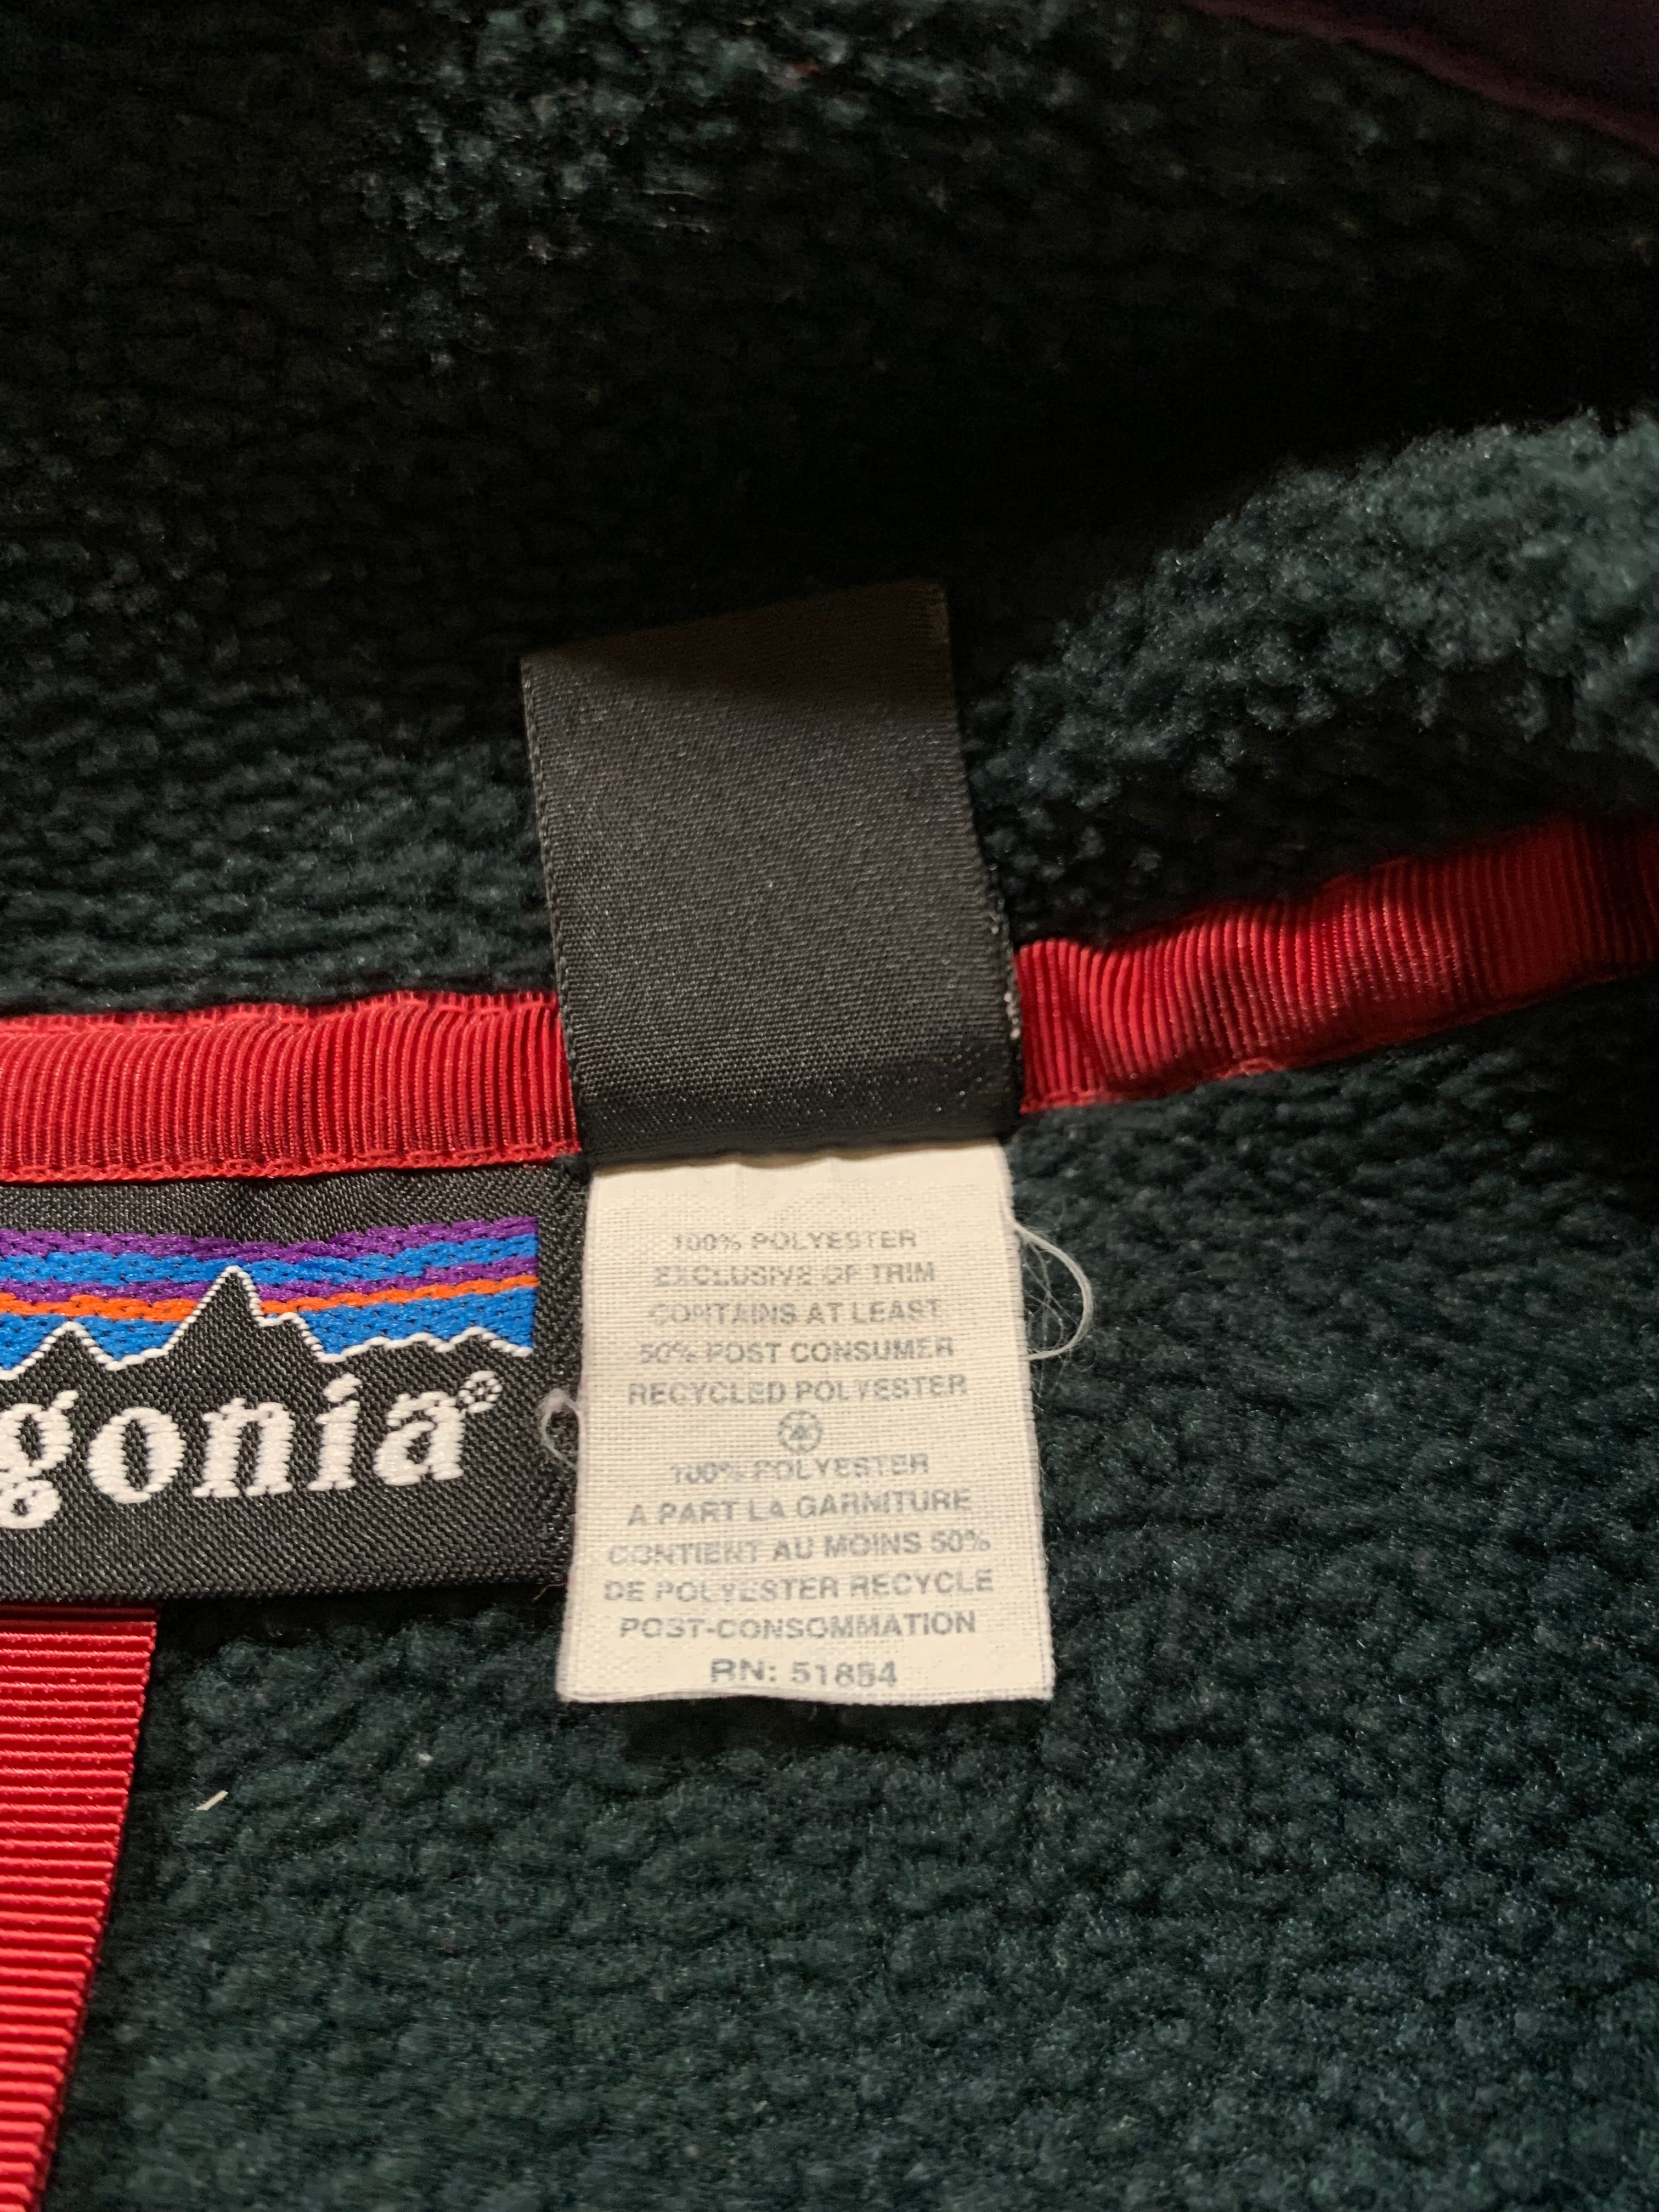 gonia®
100% POLYESTER
EXCLUSIVE OF TRIM
CONTAINS AT LEAST
50% POST CONSUMER
RECYCLED POLYESTER
100% POLYESTER
A PART LA GARNITURE
CONTIENT AU MOINS 50%
DE POLYESTER RECYCLE
POST-CONSOMMATION
RN: 51884